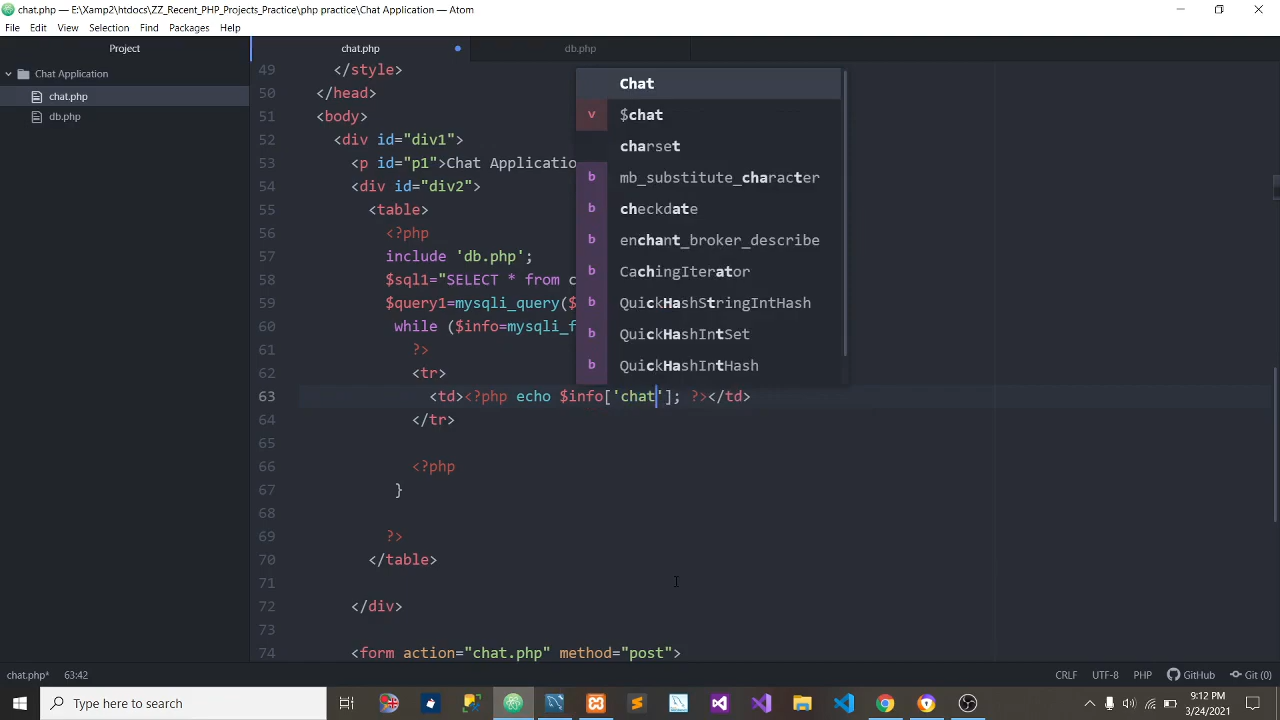 chat.php — E:\Xamp2\htdocs\ZZ_Recent_PHP_Projects_Practice\php practice\Chat Application — Atom
File Edit View Selection Find Packages Help
Project
chat.php
db.php
Chat Application
chat.php
db.php
49 </style>
50 </head>
51 <body>
52 <div id="div1">
53 <p id="p1">Chat Applicatio
54 <div id="div2">
55 <table>
56 <?php
57 include 'db.php';
58 $sql1="SELECT * from c
59 $query1=mysqli_query($
60 while ($info=mysqli_f
61 ?>
62 <tr>
63 <td><?php echo $info['chat']; ?></td>
64 </tr>
65
66 <?php
67 }
68
69 ?>
70 </table>
71
72 </div>
73
74 <form action="chat.php" method="post">
Chat
v $chat
charset
b mb_substitute_character
b checkdate
b enchant_broker_describe
b CachingIterator
b QuickHashStringIntHash
b QuickHashIntSet
b QuickHashIntHash
chat.php* 63:42
CRLF UTF-8 PHP GitHub Git (0)
Type here to search
9:12 PM
3/24/2021